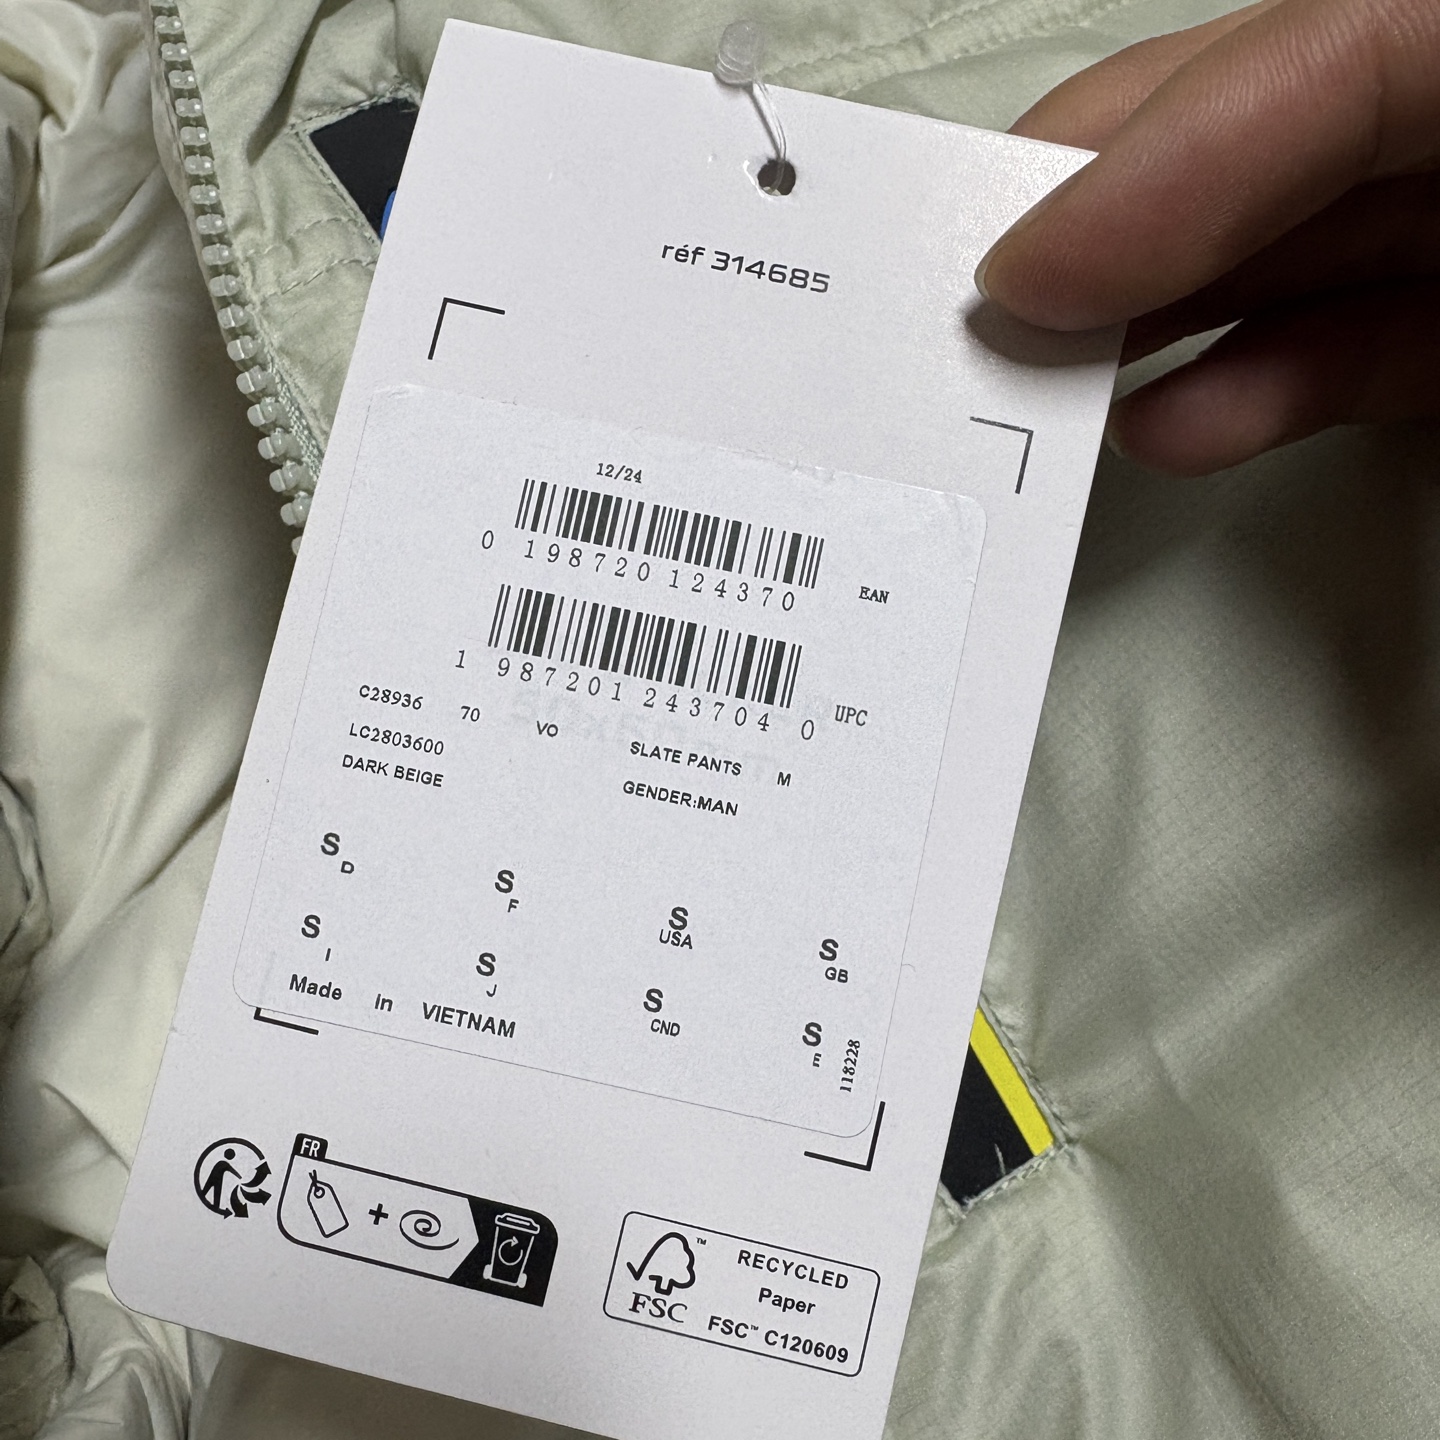 réf 314685
12/24
0 198720 124370 EAN
1 987201 243704 0 UPC
C28936 70 VO SLATE PANTS M
LC2803600 GENDER:MAN
DARK BEIGE
S D S F S USA S GB
S I S J S CND S E
Made In VIETNAM
118228
FR
RECYCLED
Paper
FSC™ C120609
™
FSC